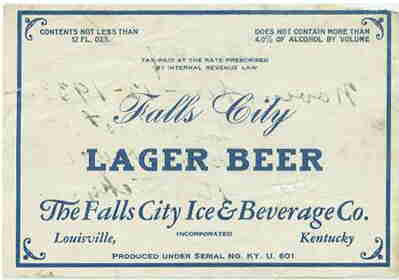 CONTENTS NOT LESS THAN
12 FL. OZS.
DOES NOT CONTAIN MORE THAN
4.0% OF ALCOHOL BY VOLUME
TAX-PAID AT THE RATE PRESCRIBED
BY INTERNAL REVENUE LAW
Falls City
LAGER BEER
The Falls City Ice & Beverage Co.
Louisville, INCORPORATED Kentucky
PRODUCED UNDER SERIAL NO. KY. U. 601